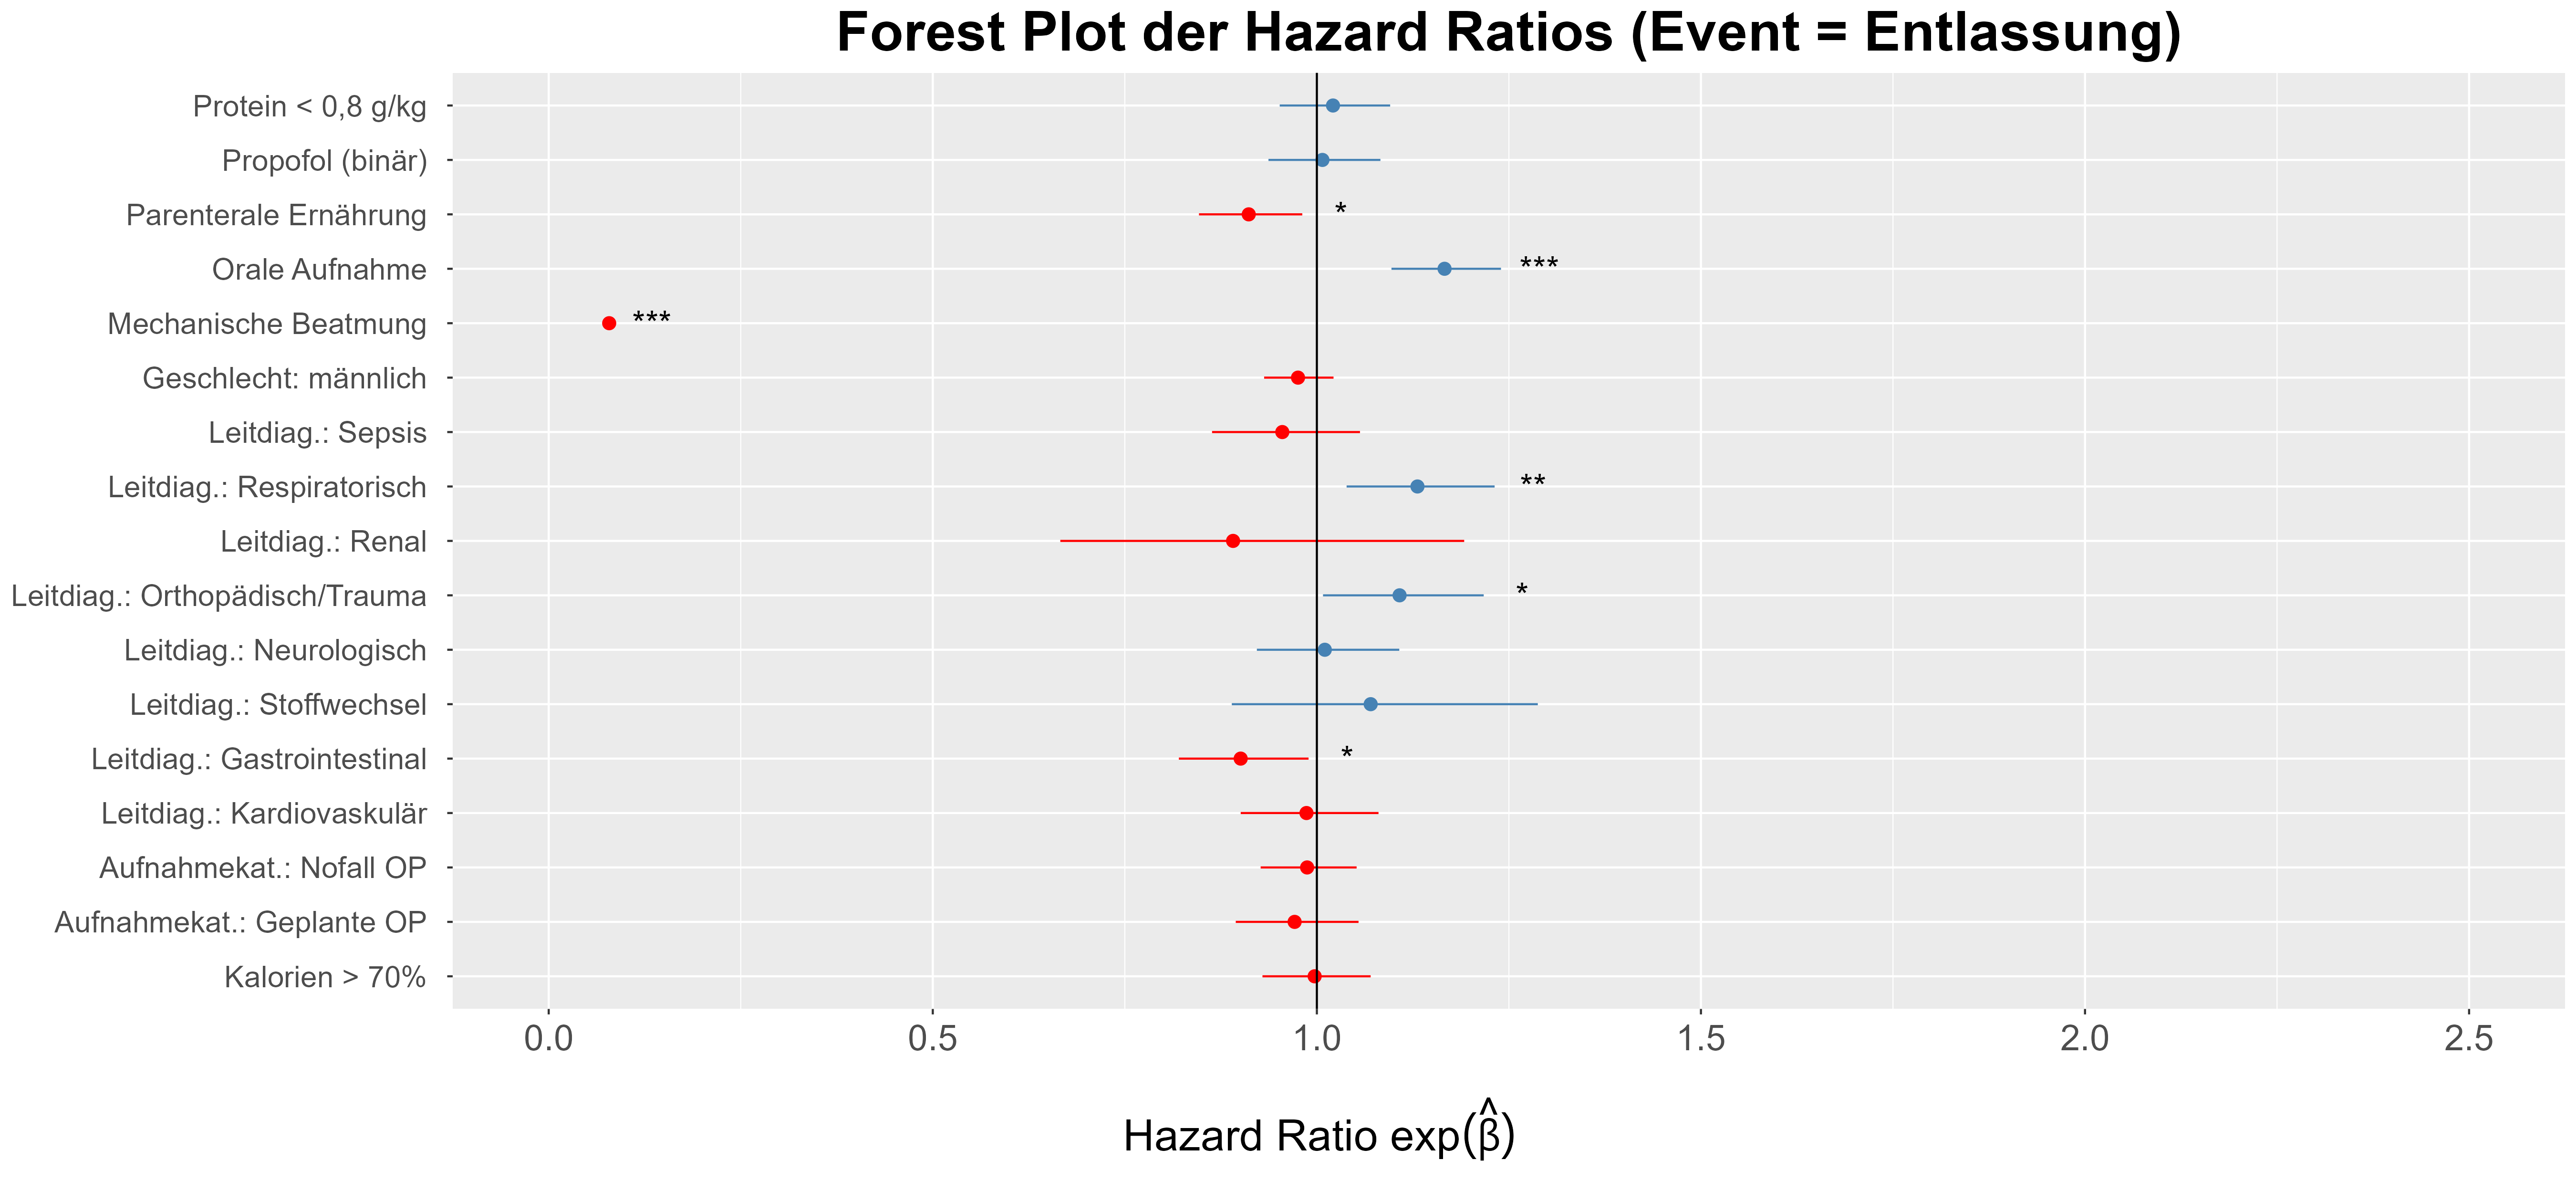 Forest Plot der Hazard Ratios (Event = Entlassung)
Protein < 0,8 g/kg
Propofol (binär)
Parenterale Ernährung *
Orale Aufnahme ***
Mechanische Beatmung ***
Geschlecht: männlich
Leitdiag.: Sepsis
Leitdiag.: Respiratorisch **
Leitdiag.: Renal
Leitdiag.: Orthopädisch/Trauma *
Leitdiag.: Neurologisch
Leitdiag.: Stoffwechsel
Leitdiag.: Gastrointestinal *
Leitdiag.: Kardiovaskulär
Aufnahmekat.: Nofall OP
Aufnahmekat.: Geplante OP
Kalorien > 70%
0.0 0.5 1.0 1.5 2.0 2.5
Hazard Ratio exp(β̂)